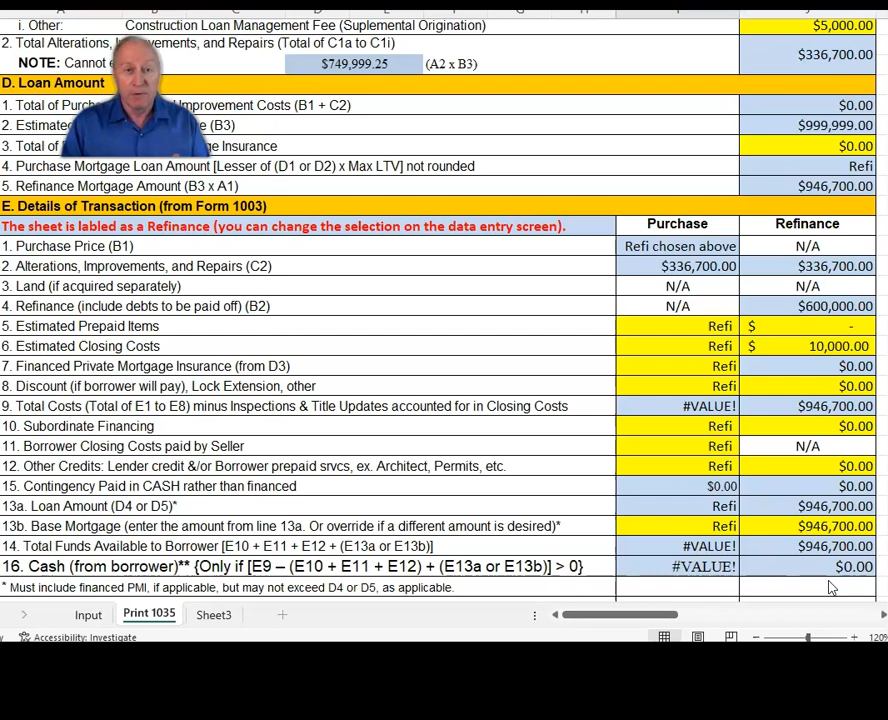 i. Other: Construction Loan Management Fee (Suplemental Origination) $5,000.00
2. Total Alterations, ements, and Repairs (Total of C1a to C1i) $336,700.00
NOTE: Cannot e $749,999.25 (A2 x B3)
D. Loan Amount
1. Total of Purch Improvement Costs (B1 + C2) $0.00
2. Estimated e (B3) $999,999.00
3. Total of ge Insurance $0.00
4. Purchase Mortgage Loan Amount [Lesser of (D1 or D2) x Max LTV] not rounded Refi
5. Refinance Mortgage Amount (B3 x A1) $946,700.00
E. Details of Transaction (from Form 1003)
The sheet is labled as a Refinance (you can change the selection on the data entry screen). Purchase Refinance
1. Purchase Price (B1) Refi chosen above N/A
2. Alterations, Improvements, and Repairs (C2) $336,700.00 $336,700.00
3. Land (if acquired separately) N/A N/A
4. Refinance (include debts to be paid off) (B2) N/A $600,000.00
5. Estimated Prepaid Items Refi $ -
6. Estimated Closing Costs Refi $ 10,000.00
7. Financed Private Mortgage Insurance (from D3) Refi $0.00
8. Discount (if borrower will pay), Lock Extension, other Refi $0.00
9. Total Costs (Total of E1 to E8) minus Inspections & Title Updates accounted for in Closing Costs #VALUE! $946,700.00
10. Subordinate Financing Refi $0.00
11. Borrower Closing Costs paid by Seller Refi N/A
12. Other Credits: Lender credit &/or Borrower prepaid srvcs, ex. Architect, Permits, etc. Refi $0.00
15. Contingency Paid in CASH rather than financed $0.00 $0.00
13a. Loan Amount (D4 or D5)* Refi $946,700.00
13b. Base Mortgage (enter the amount from line 13a. Or override if a different amount is desired)* Refi $946,700.00
14. Total Funds Available to Borrower [E10 + E11 + E12 + (E13a or E13b)] #VALUE! $946,700.00
16. Cash (from borrower)** {Only if [E9 – (E10 + E11 + E12) + (E13a or E13b)] > 0} #VALUE! $0.00
* Must include financed PMI, if applicable, but may not exceed D4 or D5, as applicable.
Input Print 1035 Sheet3
Accessibility: Investigate 120%